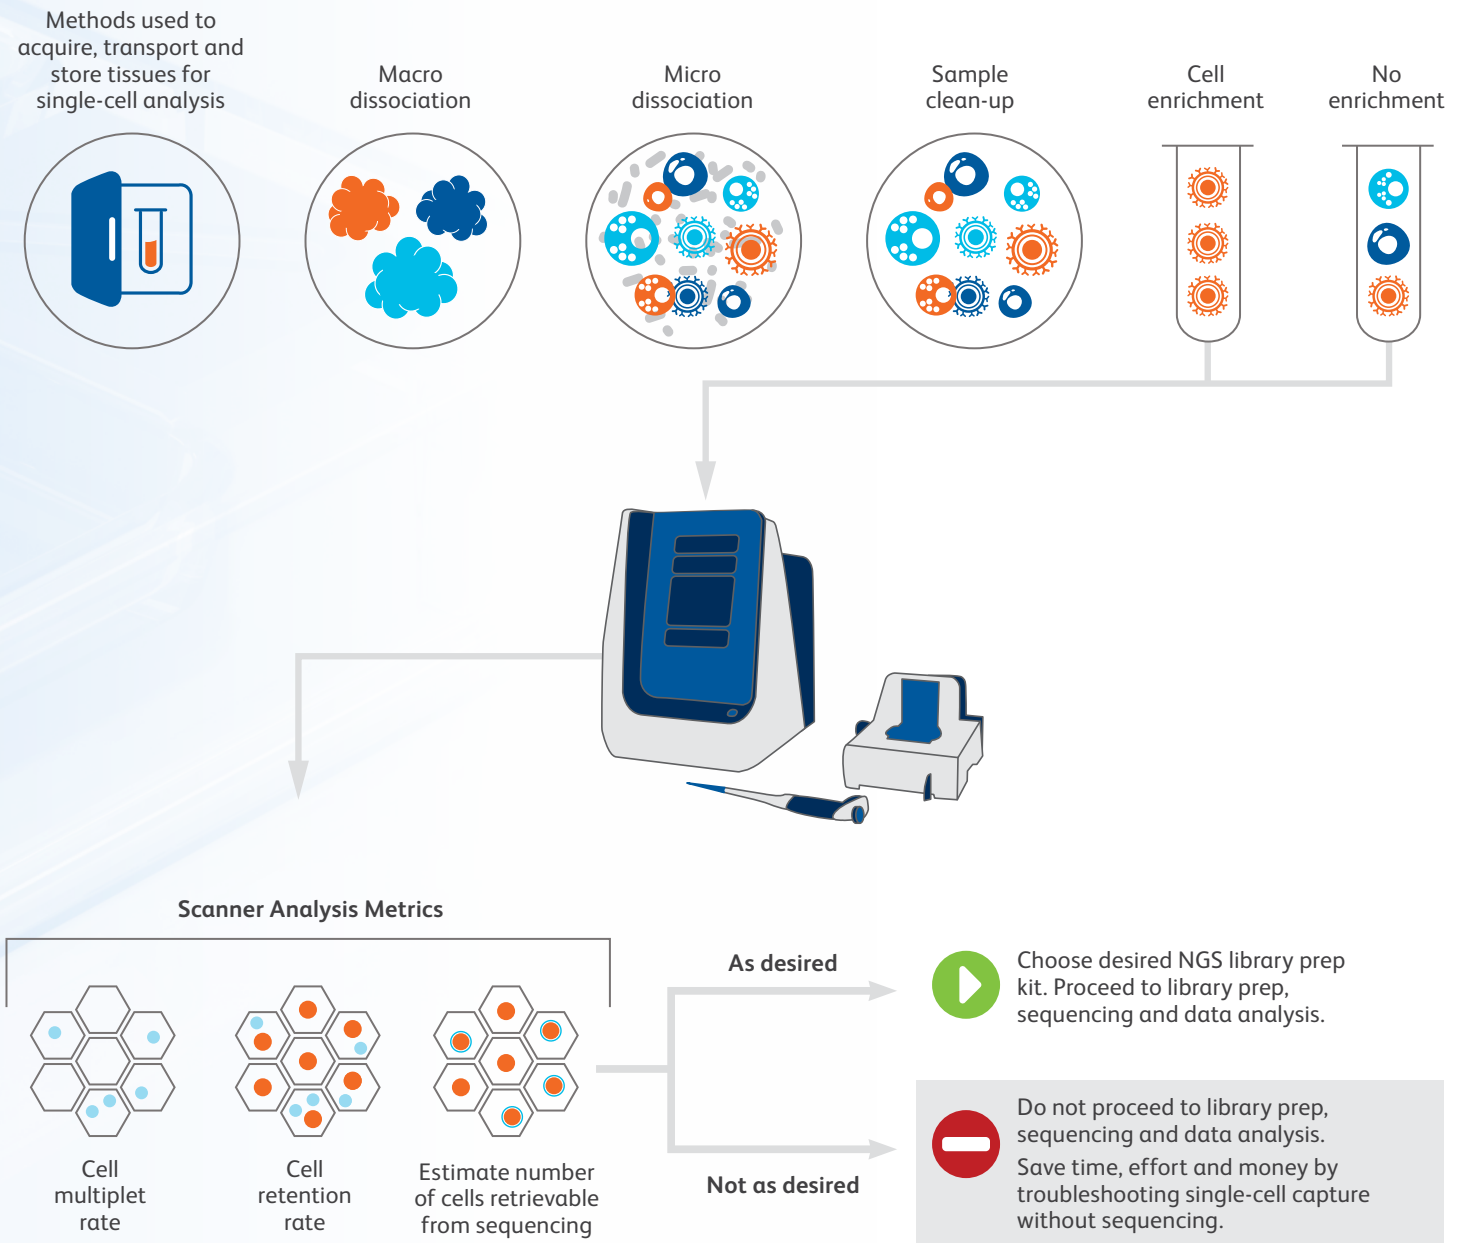 Methods used to
acquire, transport and
store tissues for
single-cell analysis
Macro
dissociation
Micro
dissociation
Sample
clean-up
Cell
enrichment
No
enrichment
Scanner Analysis Metrics
Cell
multiplet
rate
Cell
retention
rate
Estimate number
of cells retrievable
from sequencing
As desired
Choose desired NGS library prep
kit. Proceed to library prep,
sequencing and data analysis.
Not as desired
Do not proceed to library prep,
sequencing and data analysis.
Save time, effort and money by
troubleshooting single-cell capture
without sequencing.